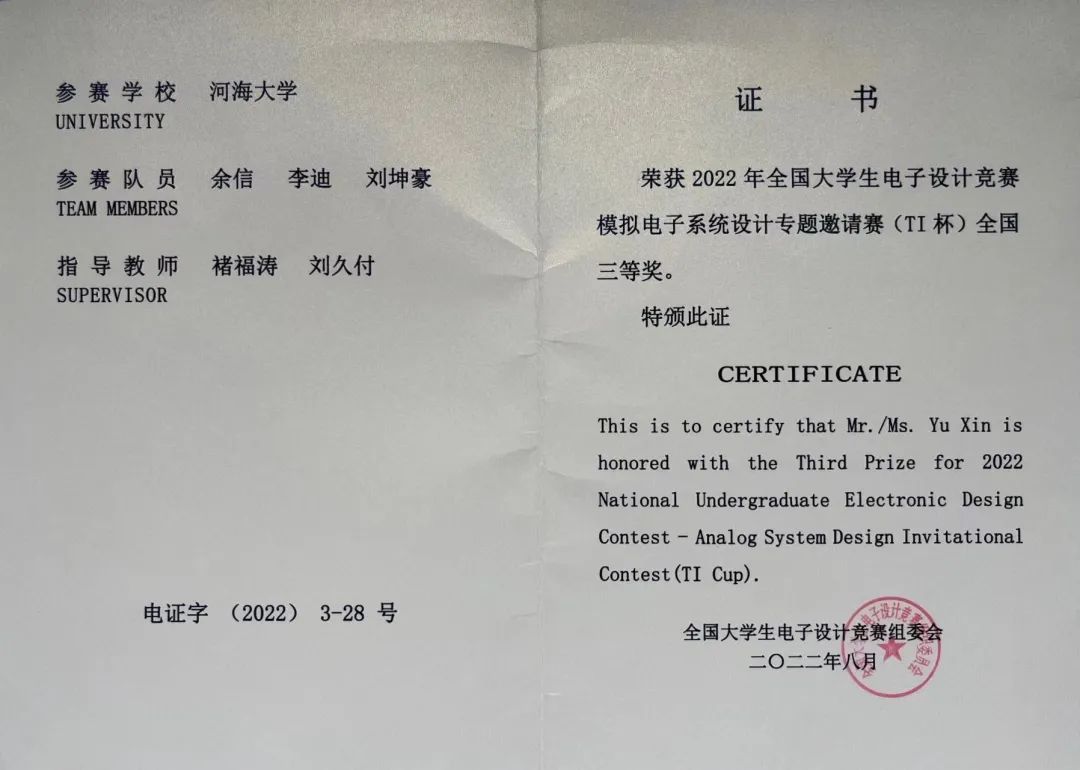 参赛学校 河海大学
UNIVERSITY
参赛队员 余信 李迪 刘坤豪
TEAM MEMBERS
指导教师 褚福涛 刘久付
SUPERVISOR
电证字 （2022） 3-28 号
证 书
荣获 2022 年全国大学生电子设计竞赛
模拟电子系统设计专题邀请赛（TI 杯）全国
三等奖。
特颁此证
CERTIFICATE
This is to certify that Mr./Ms. Yu Xin is
honored with the Third Prize for 2022
National Undergraduate Electronic Design
Contest - Analog System Design Invitational
Contest(TI Cup).
全国大学生电子设计竞赛组委会
二〇二二年八月